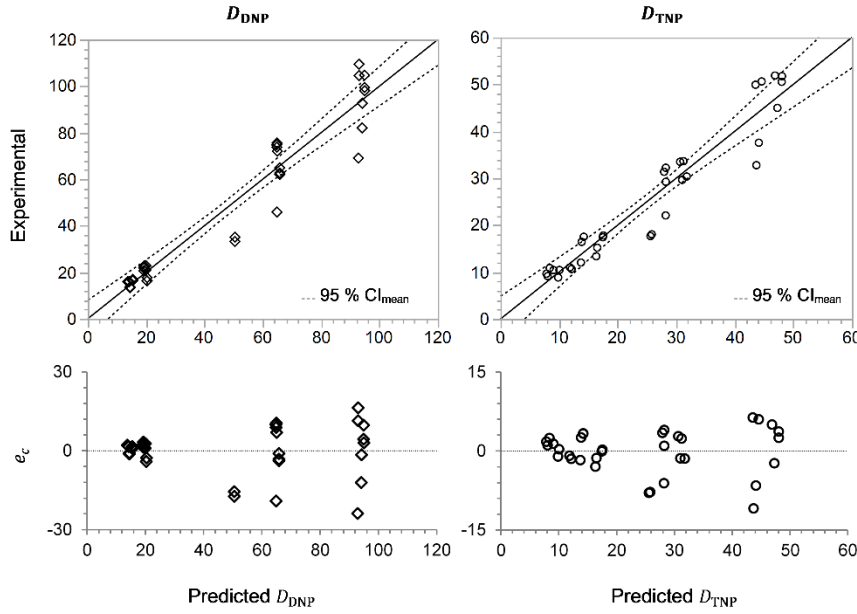 D_DNP
D_TNP
120
100
80
60
40
20
0
Experimental
95 % CI_mean
0 20 40 60 80 100 120
60
50
40
30
20
10
0
95 % CI_mean
0 10 20 30 40 50 60
30
0
-30
e_c
0 20 40 60 80 100 120
Predicted D_DNP
15
0
-15
0 10 20 30 40 50 60
Predicted D_TNP